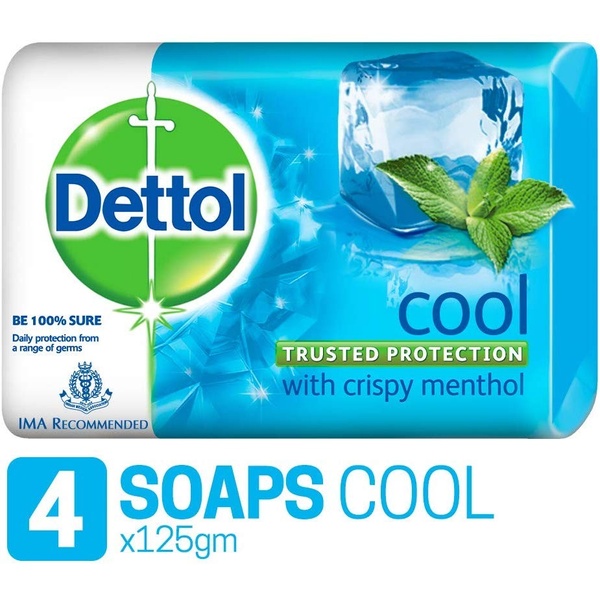 Dettol
BE 100% SURE
Daily protection from
a range of germs
IMA RECOMMENDED
cool
TRUSTED PROTECTION
with crispy menthol
4 SOAPS COOL
x125gm